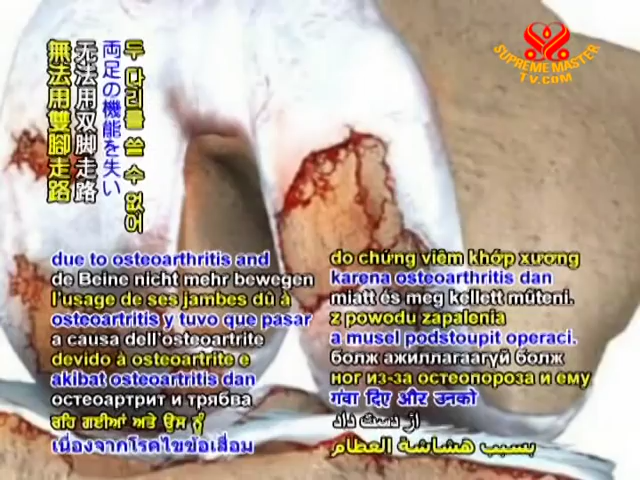 SUPREME MASTER
TV.COM
두 다리를 쓸 수 없어
両足の機能を失い
无法用双脚走路
無法用雙腳走路
due to osteoarthritis and
de Beine nicht mehr bewegen
l'usage de ses jambes dû à
osteoartritis y tuvo que pasar
a causa dell'osteoartrite
devido à osteoartrite e
akibat osteoartritis dan
остеоартрит и трябва
ਰਹਿ ਗਈਆਂ ਅਤੇ ਉਸ ਨੂੰ
เนื่องจากโรคไขข้อเสื่อม
do chứng viêm khớp xương
karena osteoarthritis dan
miatt és meg kellett műteni.
z powodu zapalenia
a musel podstoupit operaci.
болж ажиллагаагүй болж
ног из-за остеопороза и ему
गंवा दिए और उनको
از دست داد
بسبب هشاشة العظام